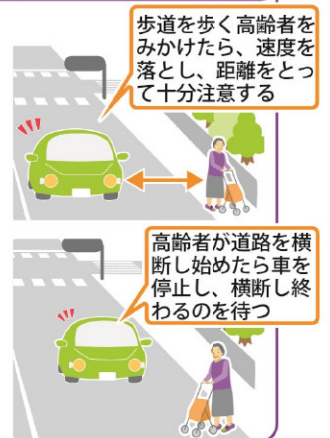 歩道を歩く高齢者を
みかけたら、速度を
落とし、距離をとっ
て十分注意する
高齢者が道路を横
断し始めたら車を
停止し、横断し終
わるのを待つ